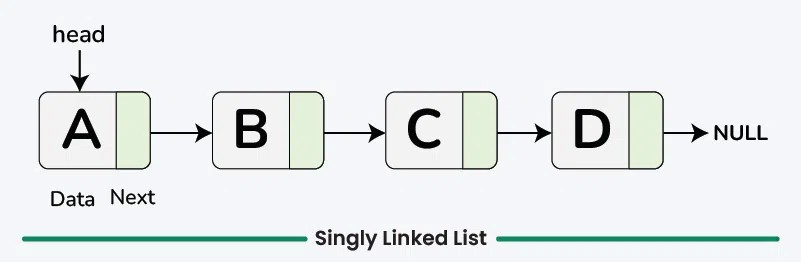 head
A B C D NULL
Data Next
Singly Linked List